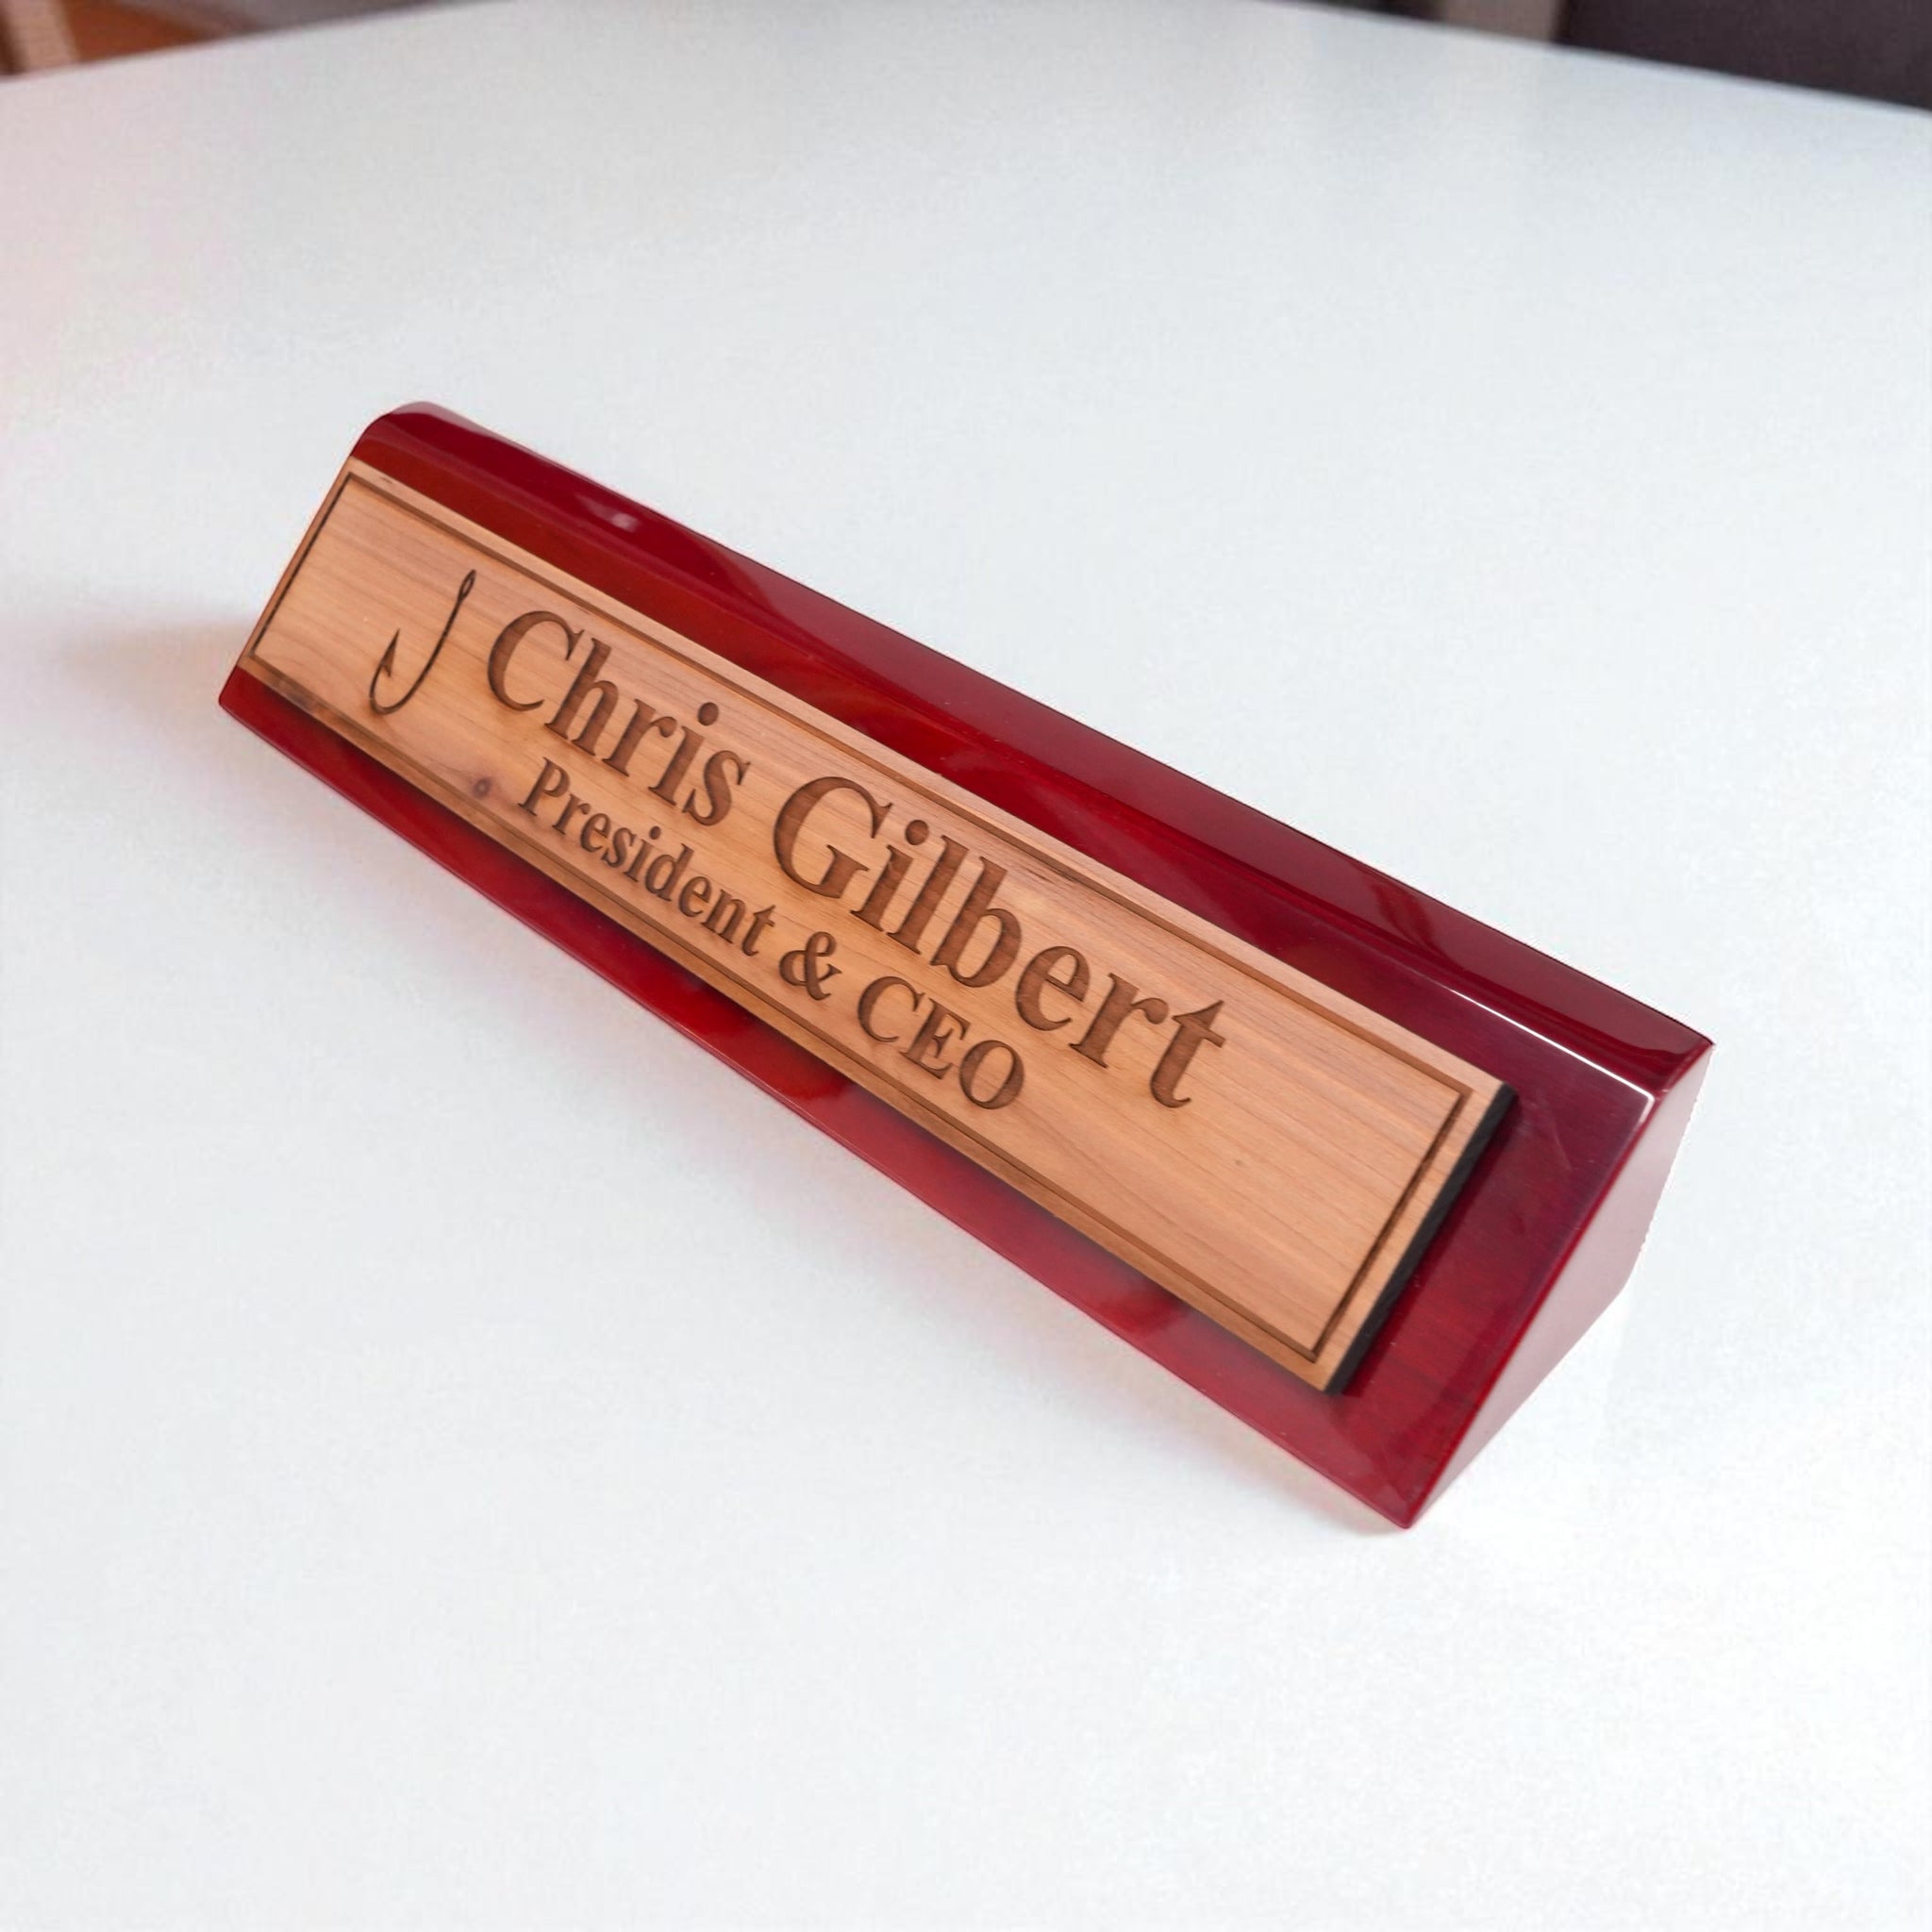 Chris Gilbert
President & CEO